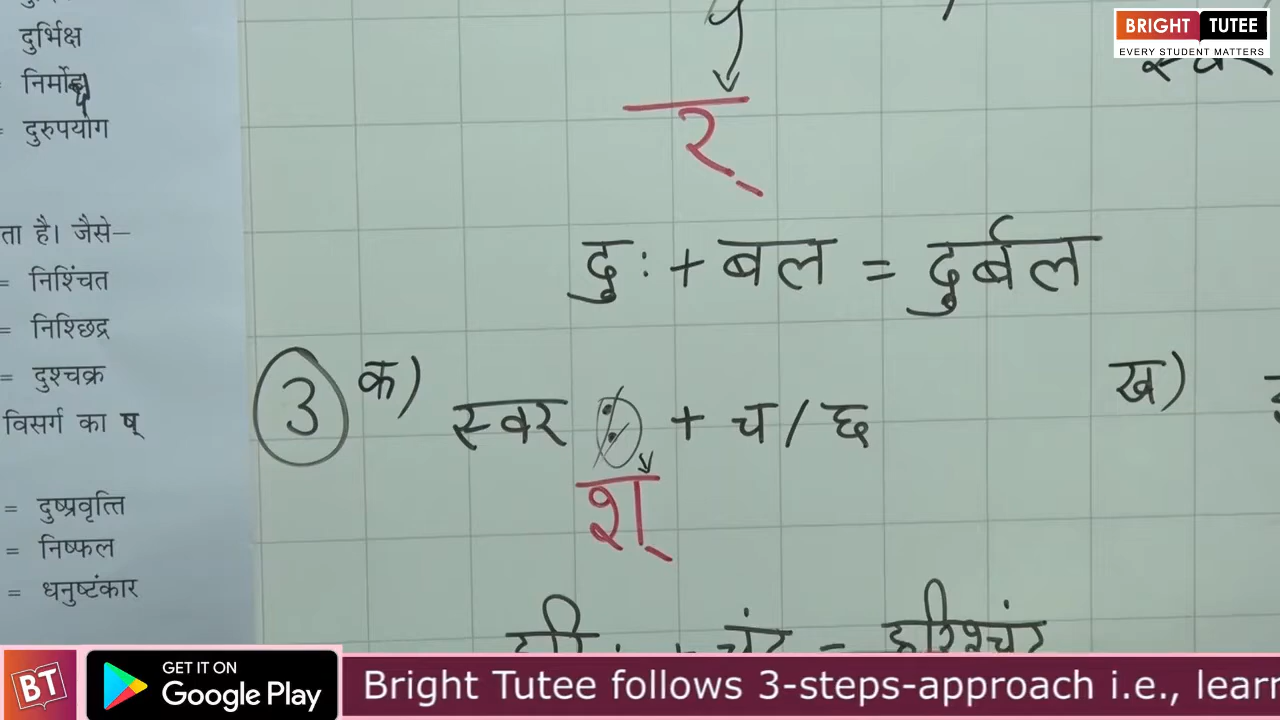 दुर्भिक्ष
BRIGHT TUTEE
EVERY STUDENT MATTERS
= दुरुपयोग
र्
ता है। जैसे–
दुः + बल = दुर्बल
= निश्चिंत
= निश्छिद्र
= दुश्चक्र
3 क) स्वर : + च / छ
ख)
विसर्ग का ष्
श्
= दुष्प्रवृत्ति
= निष्फल
= धनुष्टंकार
BT
GET IT ON
Google Play
Bright Tutee follows 3-steps-approach i.e., learn